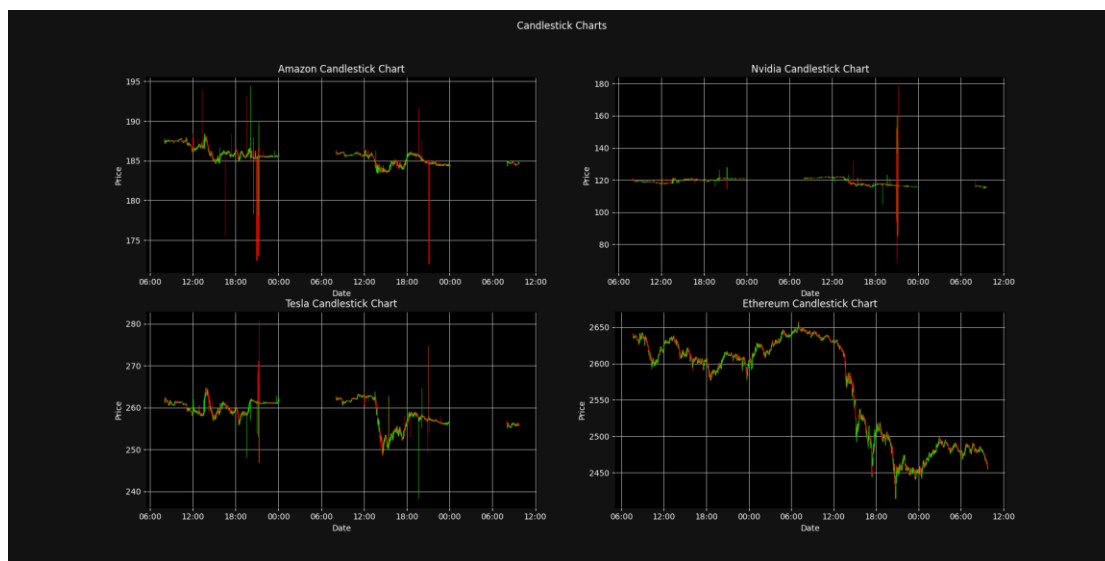 Candlestick Charts
Amazon Candlestick Chart
195
190
185
180
175
Price
06:00 12:00 18:00 00:00 06:00 12:00 18:00 00:00 06:00 12:00
Date
Nvidia Candlestick Chart
180
160
140
120
100
80
Price
06:00 12:00 18:00 00:00 06:00 12:00 18:00 00:00 06:00 12:00
Date
Tesla Candlestick Chart
280
270
260
250
240
Price
06:00 12:00 18:00 00:00 06:00 12:00 18:00 00:00 06:00 12:00
Date
Ethereum Candlestick Chart
2650
2600
2550
2500
2450
Price
06:00 12:00 18:00 00:00 06:00 12:00 18:00 00:00 06:00 12:00
Date